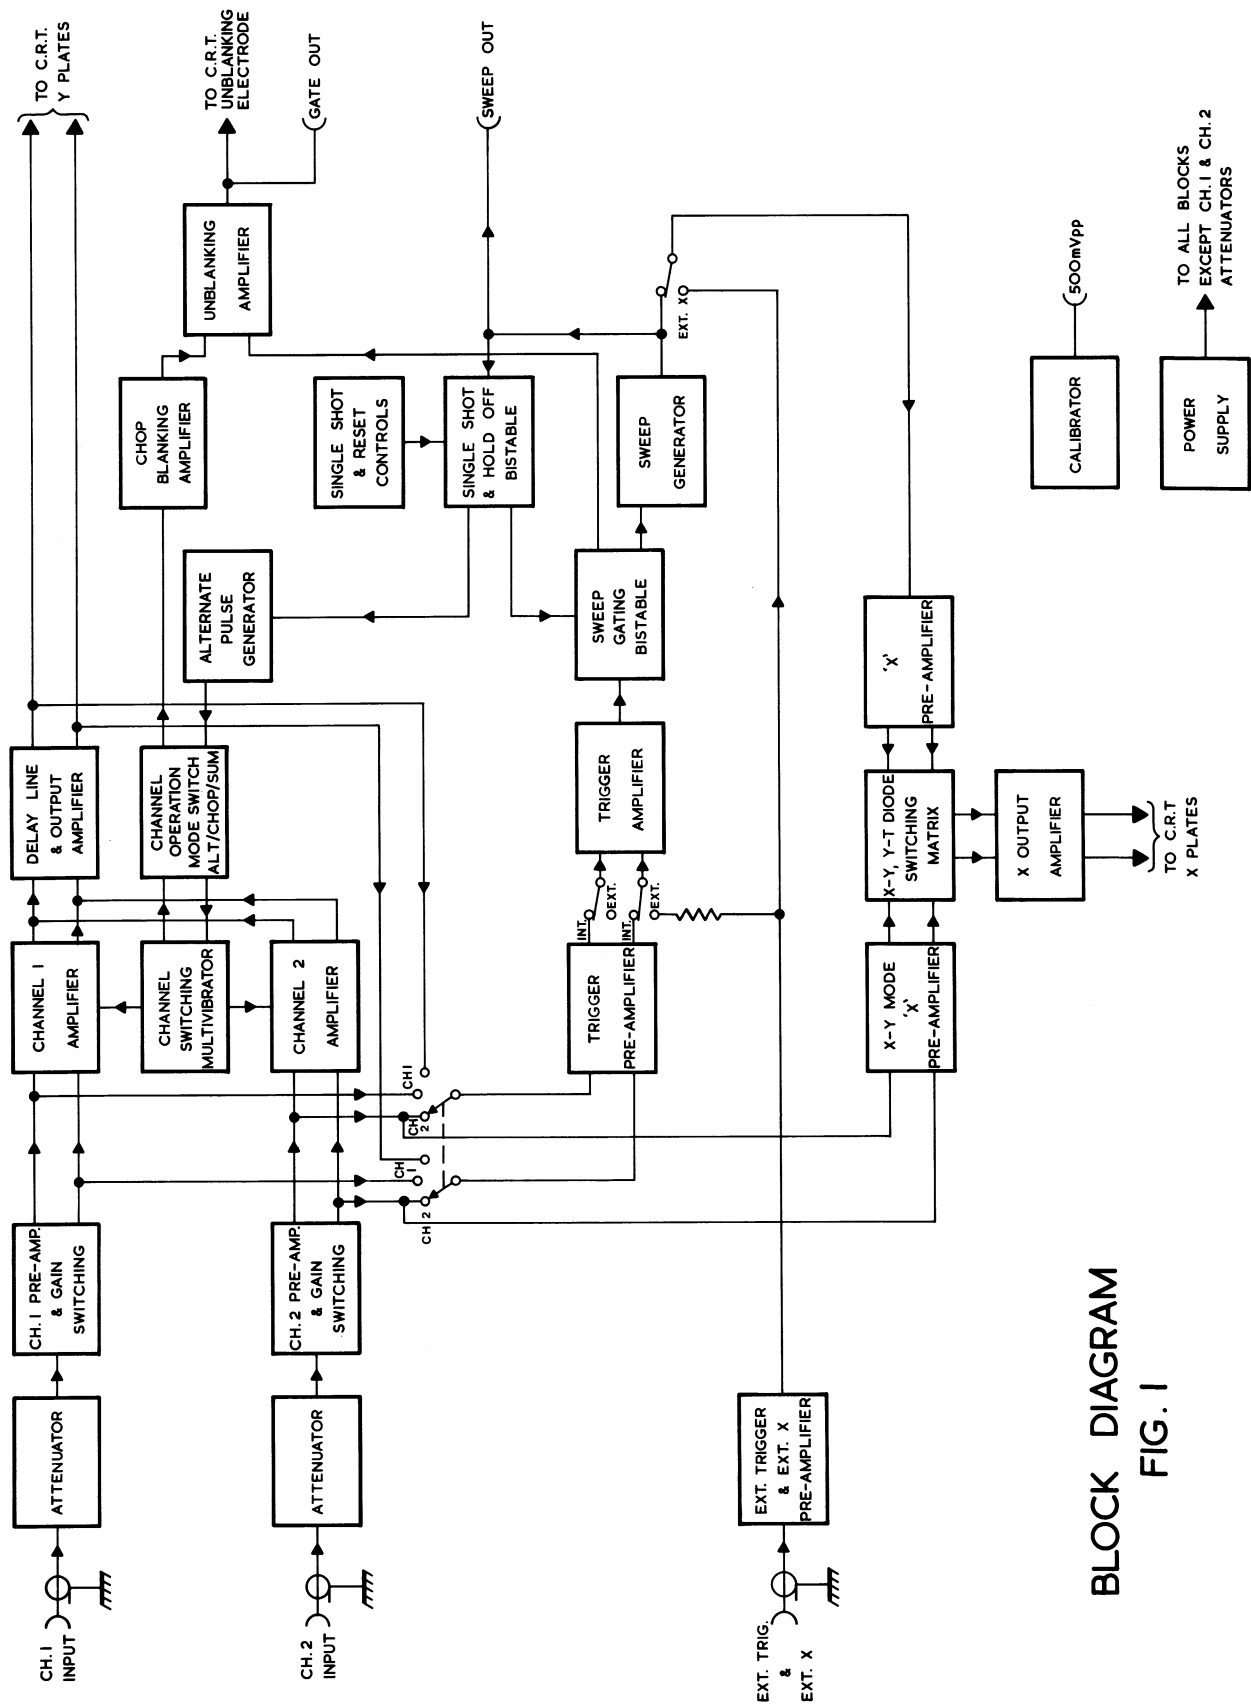 CH.1
INPUT
ATTENUATOR
CH.1 PRE-AMP.
& GAIN
SWITCHING
CHANNEL 1
AMPLIFIER
DELAY LINE
& OUTPUT
AMPLIFIER
TO C.R.T.
Y PLATES
CHANNEL
SWITCHING
MULTIVIBRATOR
CHANNEL
OPERATION
MODE SWITCH
ALT/CHOP/SUM
CHOP
BLANKING
AMPLIFIER
ALTERNATE
PULSE
GENERATOR
UNBLANKING
AMPLIFIER
TO C.R.T.
UNBLANKING
ELECTRODE
GATE OUT
CH.2
INPUT
ATTENUATOR
CH.2 PRE-AMP.
& GAIN
SWITCHING
CHANNEL 2
AMPLIFIER
SINGLE SHOT
& RESET
CONTROLS
SINGLE SHOT
& HOLD OFF
BISTABLE
SWEEP OUT
CH 2
CH
1
CH
2
CH1
TRIGGER
PRE-AMPLIFIER
INT.
EXT.
INT.
EXT.
TRIGGER
AMPLIFIER
SWEEP
GATING
BISTABLE
SWEEP
GENERATOR
EXT. X
EXT. TRIG.
&
EXT. X
EXT. TRIGGER
& EXT. X
PRE-AMPLIFIER
X-Y MODE
'X'
PRE-AMPLIFIER
X-Y, Y-T DIODE
SWITCHING
MATRIX
'X'
PRE-AMPLIFIER
X OUTPUT
AMPLIFIER
TO C.R.T
X PLATES
CALIBRATOR
500mVpp
POWER
SUPPLY
TO ALL BLOCKS
EXCEPT CH.1 & CH.2
ATTENUATORS
BLOCK DIAGRAM
FIG. 1